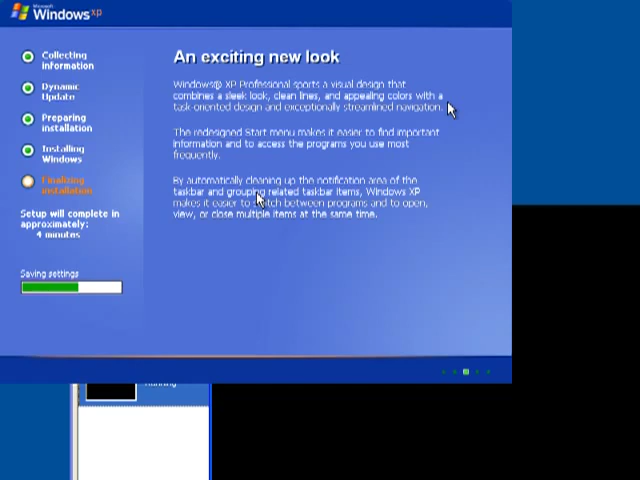 Microsoft
Windows xp
Collecting
information
Dynamic
Update
Preparing
installation
Installing
Windows
Finalizing
installation
Setup will complete in
approximately:
4 minutes
Saving settings
An exciting new look
Windows® XP Professional sports a visual design that
combines a sleek look, clean lines, and appealing colors with a
task-oriented design and exceptionally streamlined navigation.
The redesigned Start menu makes it easier to find important
information and to access the programs you use most
frequently.
By automatically cleaning up the notification area of the
taskbar and grouping related taskbar items, Windows XP
makes it easier to switch between programs and to open,
view, or close multiple items at the same time.
Running